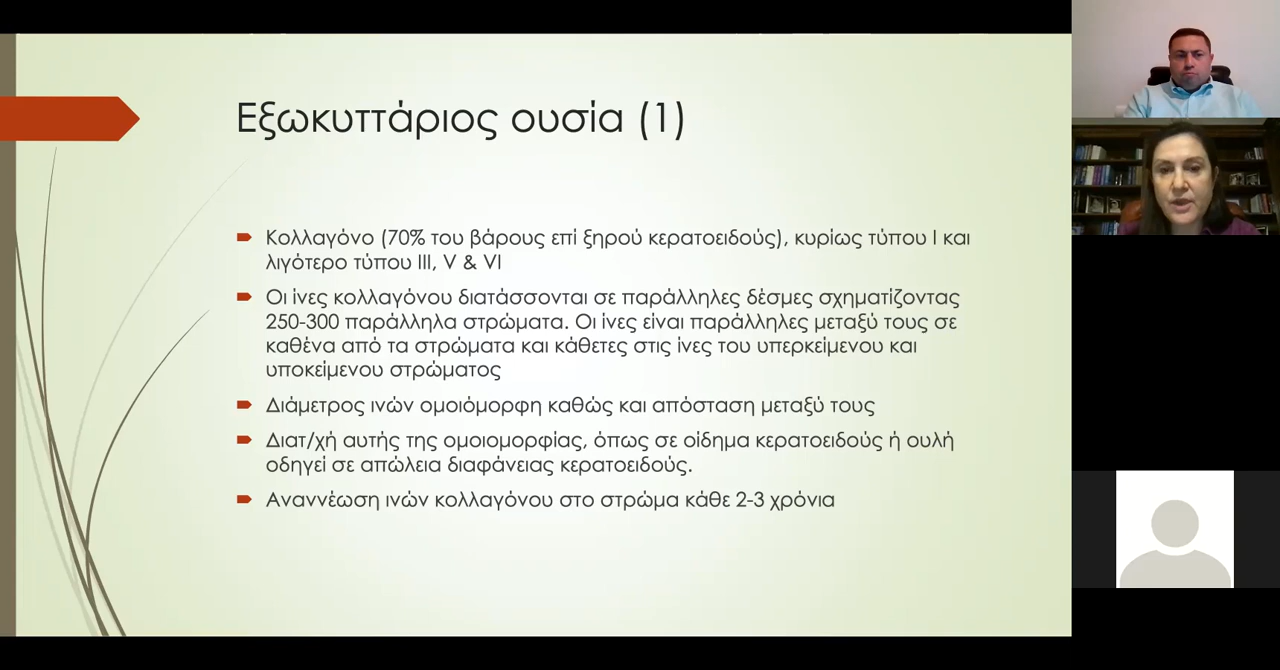 Εξωκυττάριος ουσία (1)
Κολλαγόνο (70% του βάρους επί ξηρού κερατοειδούς), κυρίως τύπου I και
λιγότερο τύπου III, V & VI
Οι ίνες κολλαγόνου διατάσσονται σε παράλληλες δέσμες σχηματίζοντας
250-300 παράλληλα στρώματα. Οι ίνες είναι παράλληλες μεταξύ τους σε
καθένα από τα στρώματα και κάθετες στις ίνες του υπερκείμενου και
υποκείμενου στρώματος
Διάμετρος ινών ομοιόμορφη καθώς και απόσταση μεταξύ τους
Διατ/χή αυτής της ομοιομορφίας, όπως σε οίδημα κερατοειδούς ή ουλή
οδηγεί σε απώλεια διαφάνειας κερατοειδούς.
Αναννέωση ινών κολλαγόνου στο στρώμα κάθε 2-3 χρόνια